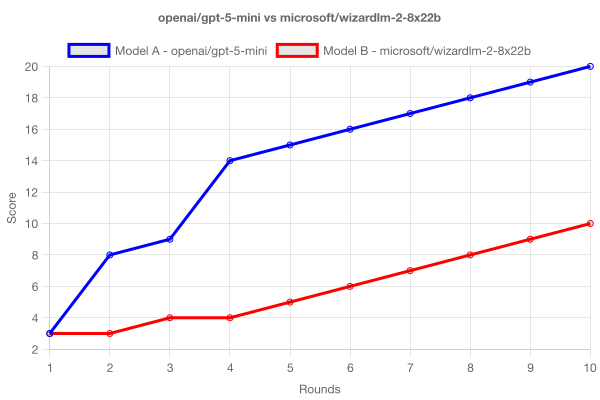 openai/gpt-5-mini vs microsoft/wizardlm-2-8x22b
Model A - openai/gpt-5-mini Model B - microsoft/wizardlm-2-8x22b
20
18
16
14
12
10
8
6
4
2
Score
1 2 3 4 5 6 7 8 9 10
Rounds